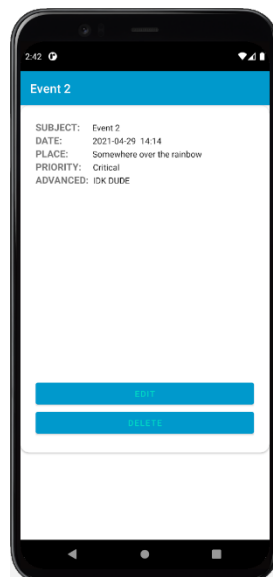 2:42
Event 2
SUBJECT: Event 2
DATE: 2021-04-29 14:14
PLACE: Somewhere over the rainbow
PRIORITY: Critical
ADVANCED: IDK DUDE
EDIT
DELETE